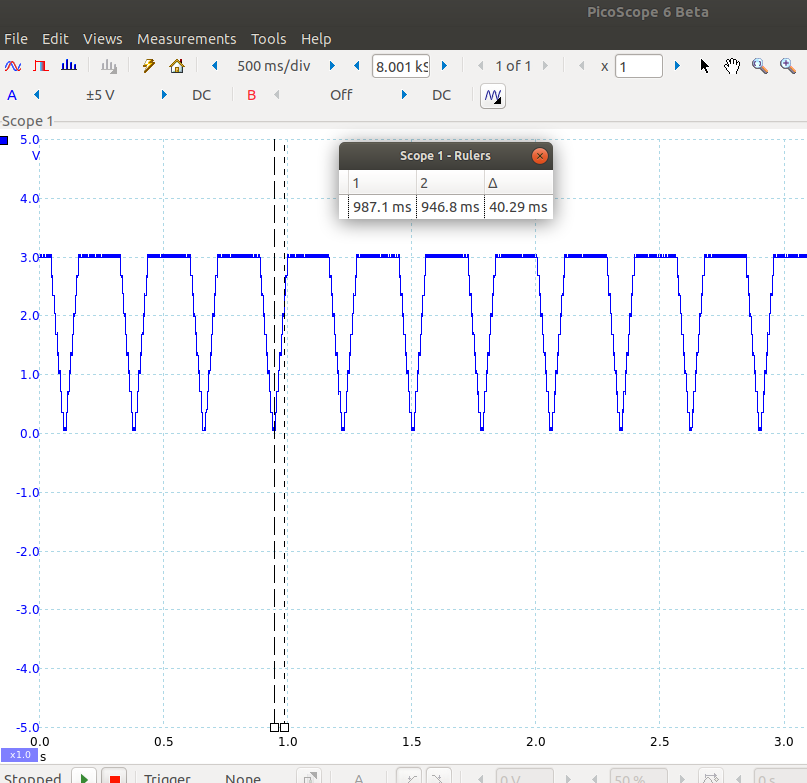 PicoScope 6 Beta
File Edit Views Measurements Tools Help
500 ms/div 8.001 kS 1 of 1 x 1
A ±5 V DC B Off DC
Scope 1
5.0
V
Scope 1 - Rulers
1 2 Δ
987.1 ms 946.8 ms 40.29 ms
4.0
3.0
2.0
1.0
0.0
-1.0
-2.0
-3.0
-4.0
-5.0
0.0 0.5 1.0 1.5 2.0 2.5 3.0
x1.0 s
Stopped Trigger None A 0 V 50 % 0 s